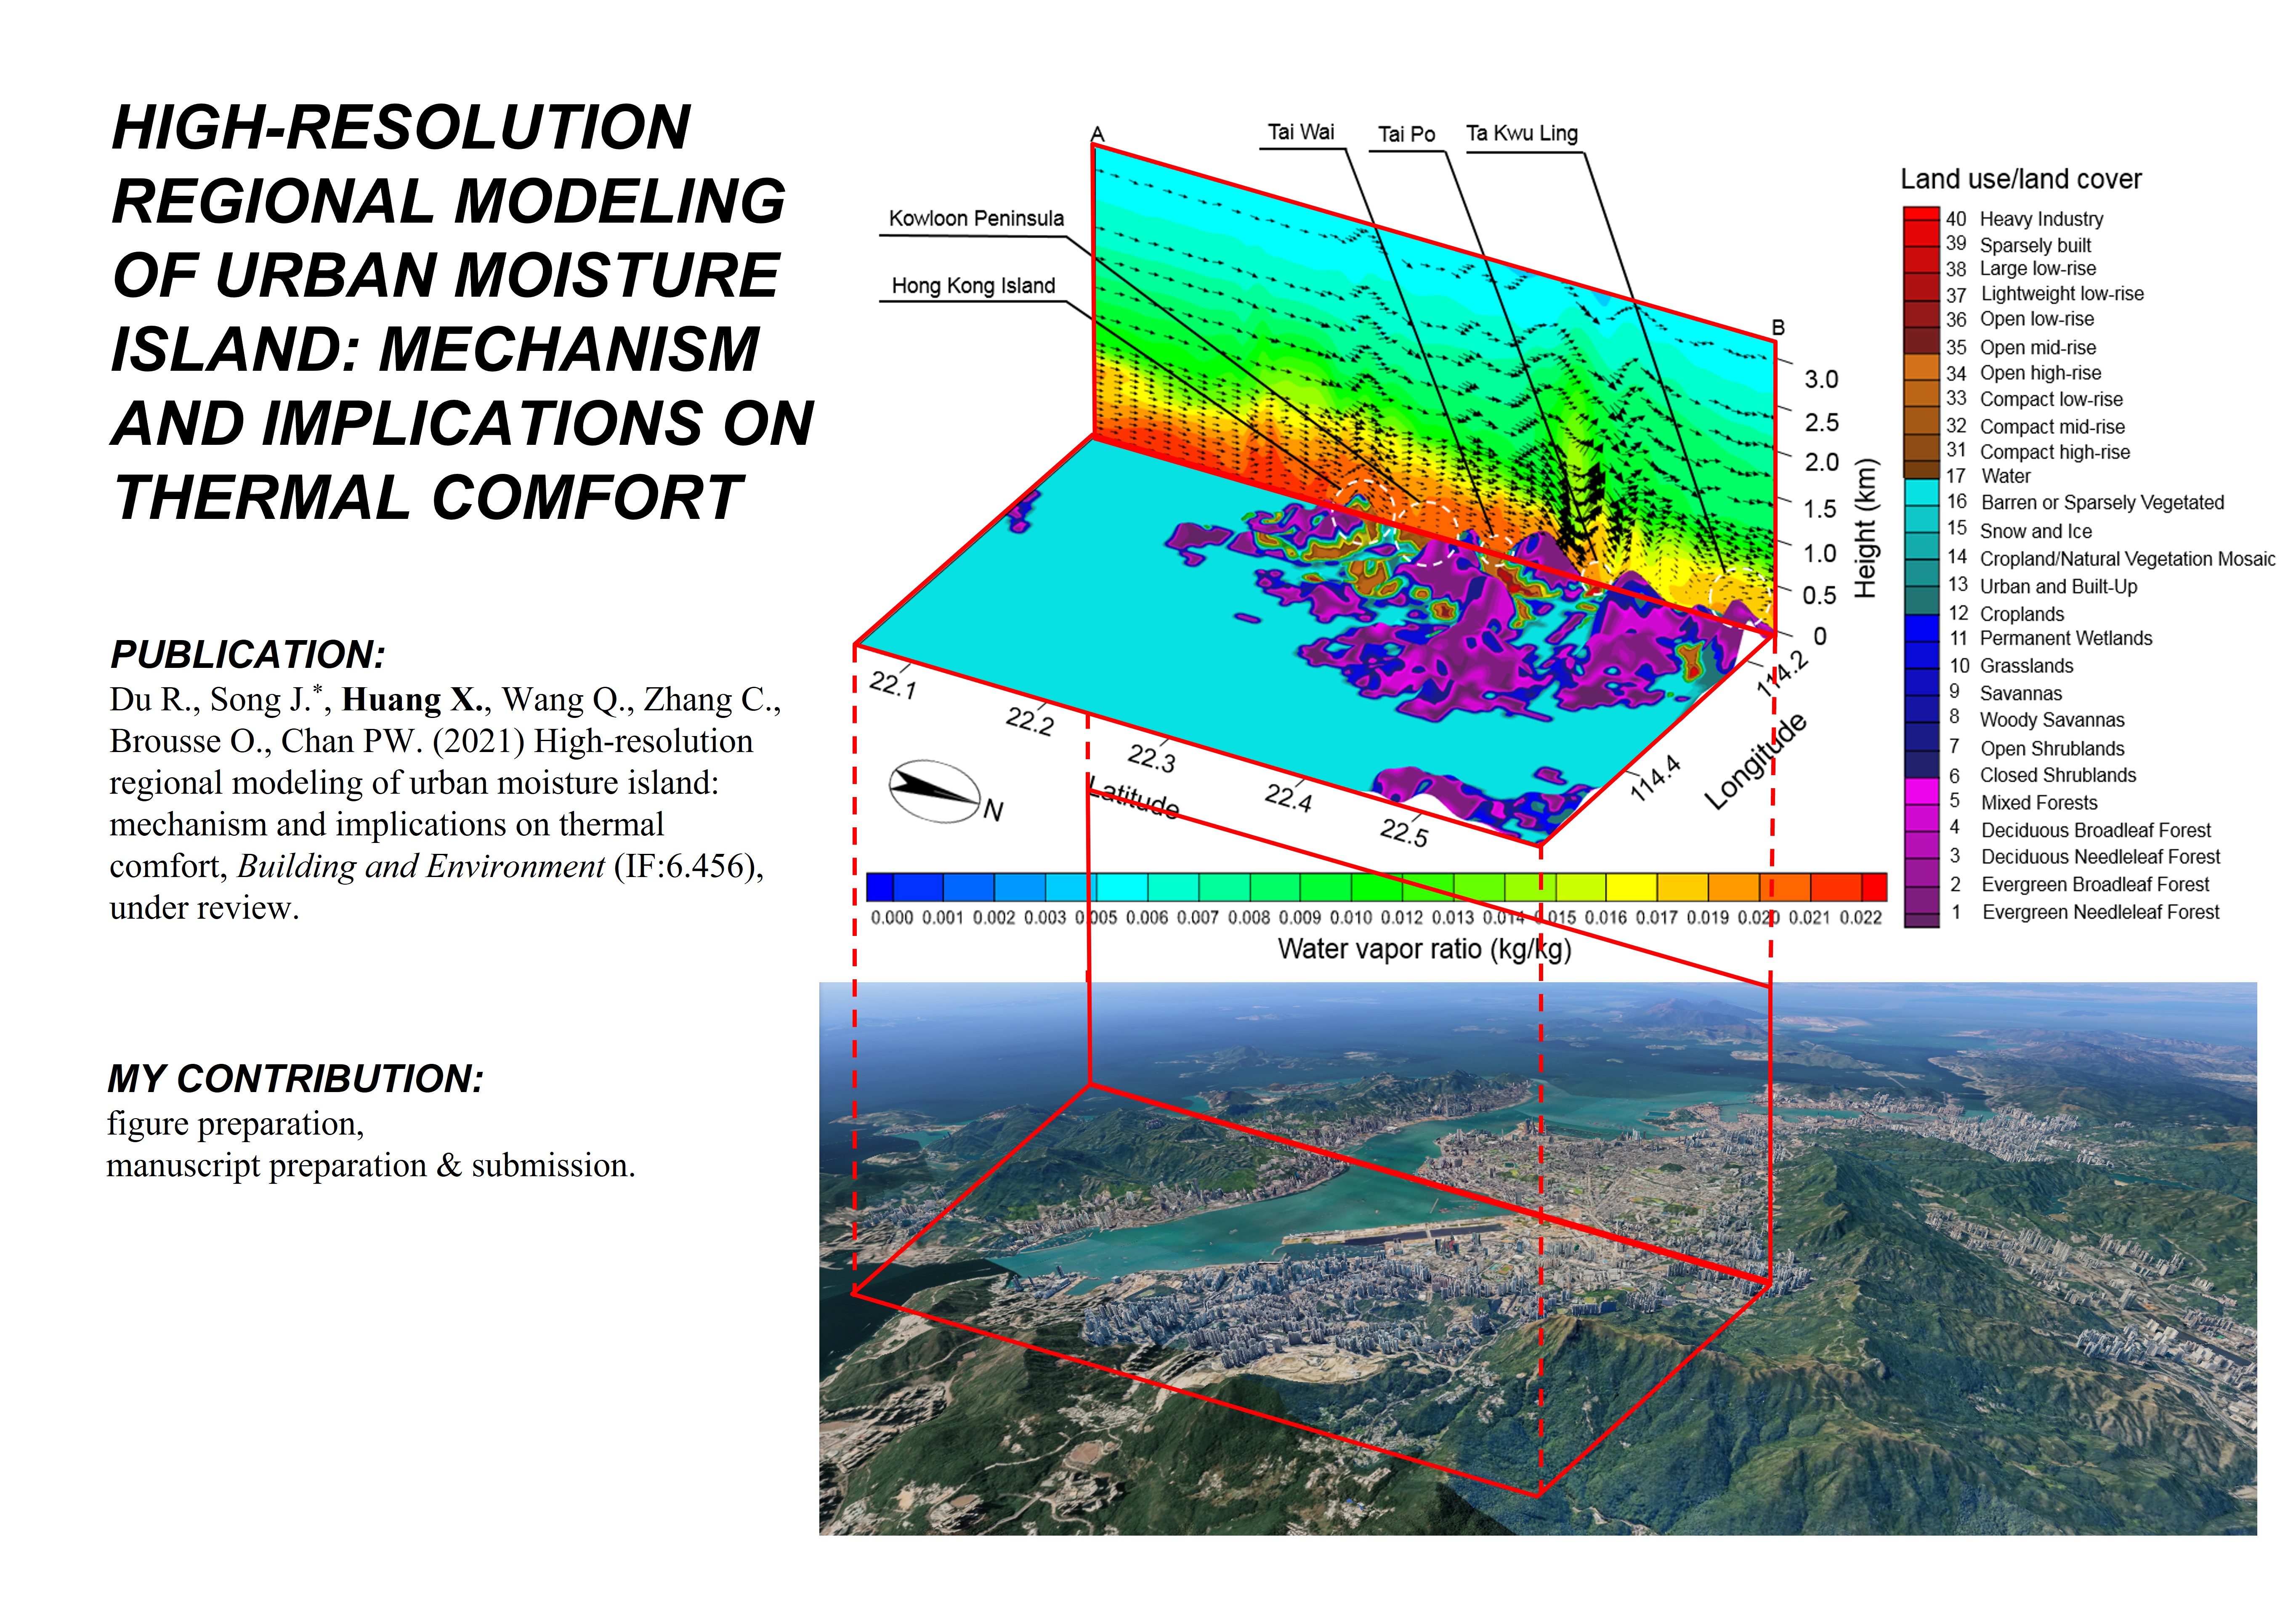 HIGH-RESOLUTION
REGIONAL MODELING
OF URBAN MOISTURE
ISLAND: MECHANISM
AND IMPLICATIONS ON
THERMAL COMFORT
PUBLICATION:
Du R., Song J.*, Huang X., Wang Q., Zhang C.,
Brousse O., Chan PW. (2021) High-resolution
regional modeling of urban moisture island:
mechanism and implications on thermal
comfort, Building and Environment (IF:6.456),
under review.
MY CONTRIBUTION:
figure preparation,
manuscript preparation & submission.
A
Tai Wai
Tai Po
Ta Kwu Ling
Kowloon Peninsula
Hong Kong Island
B
3.0
2.5
2.0
1.5
1.0
0.5
0
Height (km)
114.2
114.4
Longitude
22.1
22.2
22.3
22.4
22.5
Latitude
N
0.000 0.001 0.002 0.003 0.005 0.006 0.007 0.008 0.009 0.010 0.012 0.013 0.014 0.015 0.016 0.017 0.019 0.020 0.021 0.022
Water vapor ratio (kg/kg)
Land use/land cover
40 Heavy Industry
39 Sparsely built
38 Large low-rise
37 Lightweight low-rise
36 Open low-rise
35 Open mid-rise
34 Open high-rise
33 Compact low-rise
32 Compact mid-rise
31 Compact high-rise
17 Water
16 Barren or Sparsely Vegetated
15 Snow and Ice
14 Cropland/Natural Vegetation Mosaic
13 Urban and Built-Up
12 Croplands
11 Permanent Wetlands
10 Grasslands
9 Savannas
8 Woody Savannas
7 Open Shrublands
6 Closed Shrublands
5 Mixed Forests
4 Deciduous Broadleaf Forest
3 Deciduous Needleleaf Forest
2 Evergreen Broadleaf Forest
1 Evergreen Needleleaf Forest